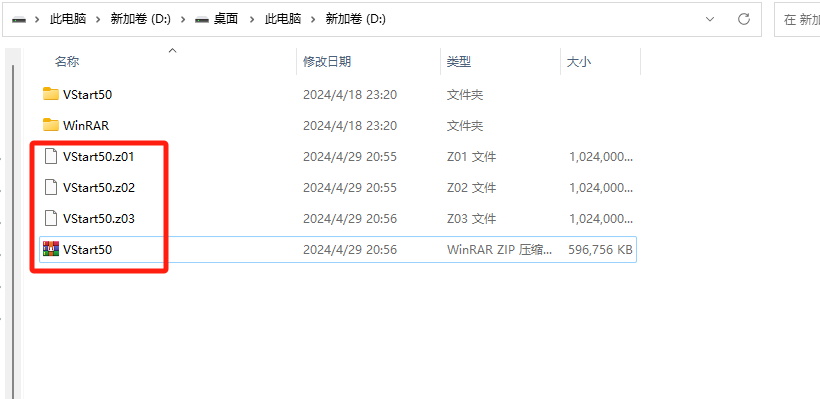 此电脑 > 新加卷 (D:) > 桌面 > 此电脑 > 新加卷 (D:)
在 新加
名称 修改日期 类型 大小
VStart50 2024/4/18 23:20 文件夹
WinRAR 2024/4/18 23:20 文件夹
VStart50.z01 2024/4/29 20:55 Z01 文件 1,024,000...
VStart50.z02 2024/4/29 20:55 Z02 文件 1,024,000...
VStart50.z03 2024/4/29 20:56 Z03 文件 1,024,000...
VStart50 2024/4/29 20:56 WinRAR ZIP 压缩... 596,756 KB